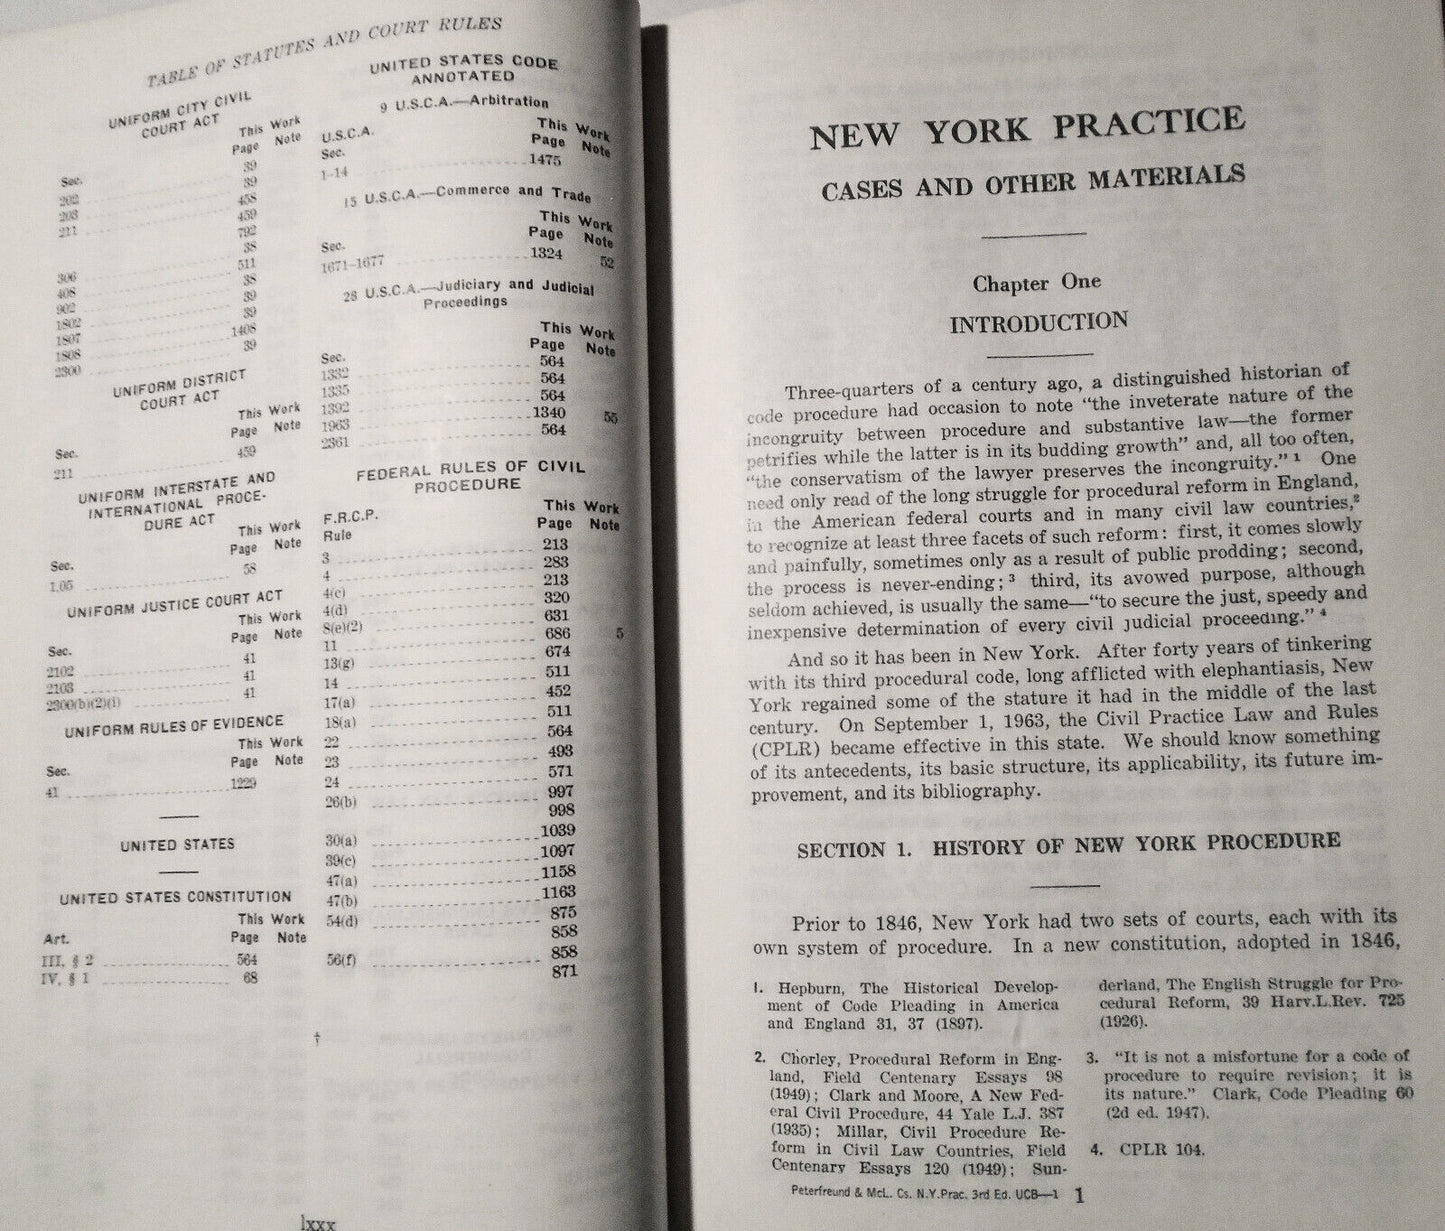 TABLE OF STATUTES AND COURT RULES
UNIFORM CITY CIVIL
COURT ACT
This Work
Page Note
Sec.
39
202 39
203 458
211 459
792
38
306 511
408 38
902 39
1802 39
1807 1408
1808 39
2300
UNIFORM DISTRICT
COURT ACT
This Work
Page Note
Sec.
211 459
UNIFORM INTERSTATE AND
INTERNATIONAL PROCE-
DURE ACT
This Work
Page Note
Sec.
1.05 58
UNIFORM JUSTICE COURT ACT
This Work
Page Note
Sec.
2102 41
2103 41
2300(b)(2)(i) 41
UNIFORM RULES OF EVIDENCE
This Work
Page Note
Sec.
41 1229
UNITED STATES
UNITED STATES CONSTITUTION
This Work
Art. Page Note
III, § 2 564
IV, § 1 68
UNITED STATES CODE
ANNOTATED
9 U.S.C.A.—Arbitration
This Work
U.S.C.A. Page Note
Sec.
1-14 1475
15 U.S.C.A.—Commerce and Trade
This Work
Page Note
Sec.
1671-1677 1324 52
28 U.S.C.A.—Judiciary and Judicial
Proceedings
This Work
Page Note
Sec.
1332 564
1335 564
1392 564
1963 1340 55
2361 564
FEDERAL RULES OF CIVIL
PROCEDURE
This Work
F.R.C.P. Page Note
Rule
3 213
4 283
4(c) 213
4(d) 320
8(e)(2) 631
11 686 5
13(g) 674
14 511
17(a) 452
18(a) 511
22 564
23 493
24 571
26(b) 997
998
30(a) 1039
39(c) 1097
47(a) 1158
47(b) 1163
54(d) 875
858
56(f) 858
871
†
lxxx
NEW YORK PRACTICE
CASES AND OTHER MATERIALS
Chapter One
INTRODUCTION
Three-quarters of a century ago, a distinguished historian of
code procedure had occasion to note "the inveterate nature of the
incongruity between procedure and substantive law—the former
petrifies while the latter is in its budding growth" and, all too often,
"the conservatism of the lawyer preserves the incongruity." 1 One
need only read of the long struggle for procedural reform in England,
in the American federal courts and in many civil law countries,2
to recognize at least three facets of such reform: first, it comes slowly
and painfully, sometimes only as a result of public prodding; second,
the process is never-ending; 3 third, its avowed purpose, although
seldom achieved, is usually the same—"to secure the just, speedy and
inexpensive determination of every civil judicial proceeding." 4
And so it has been in New York. After forty years of tinkering
with its third procedural code, long afflicted with elephantiasis, New
York regained some of the stature it had in the middle of the last
century. On September 1, 1963, the Civil Practice Law and Rules
(CPLR) became effective in this state. We should know something
of its antecedents, its basic structure, its applicability, its future im-
provement, and its bibliography.
SECTION 1. HISTORY OF NEW YORK PROCEDURE
Prior to 1846, New York had two sets of courts, each with its
own system of procedure. In a new constitution, adopted in 1846,
1. Hepburn, The Historical Develop-
ment of Code Pleading in America
and England 31, 37 (1897).
2. Chorley, Procedural Reform in Eng-
land, Field Centenary Essays 98
(1949); Clark and Moore, A New Fed-
eral Civil Procedure, 44 Yale L.J. 387
(1935); Millar, Civil Procedure Re-
form in Civil Law Countries, Field
Centenary Essays 120 (1949); Sun-
derland, The English Struggle for Pro-
cedural Reform, 39 Harv.L.Rev. 725
(1926).
3. "It is not a misfortune for a code of
procedure to require revision; it is
its nature." Clark, Code Pleading 60
(2d ed. 1947).
4. CPLR 104.
Peterfreund & McL. Cs. N.Y.Prac. 3rd Ed. UCB—1 1